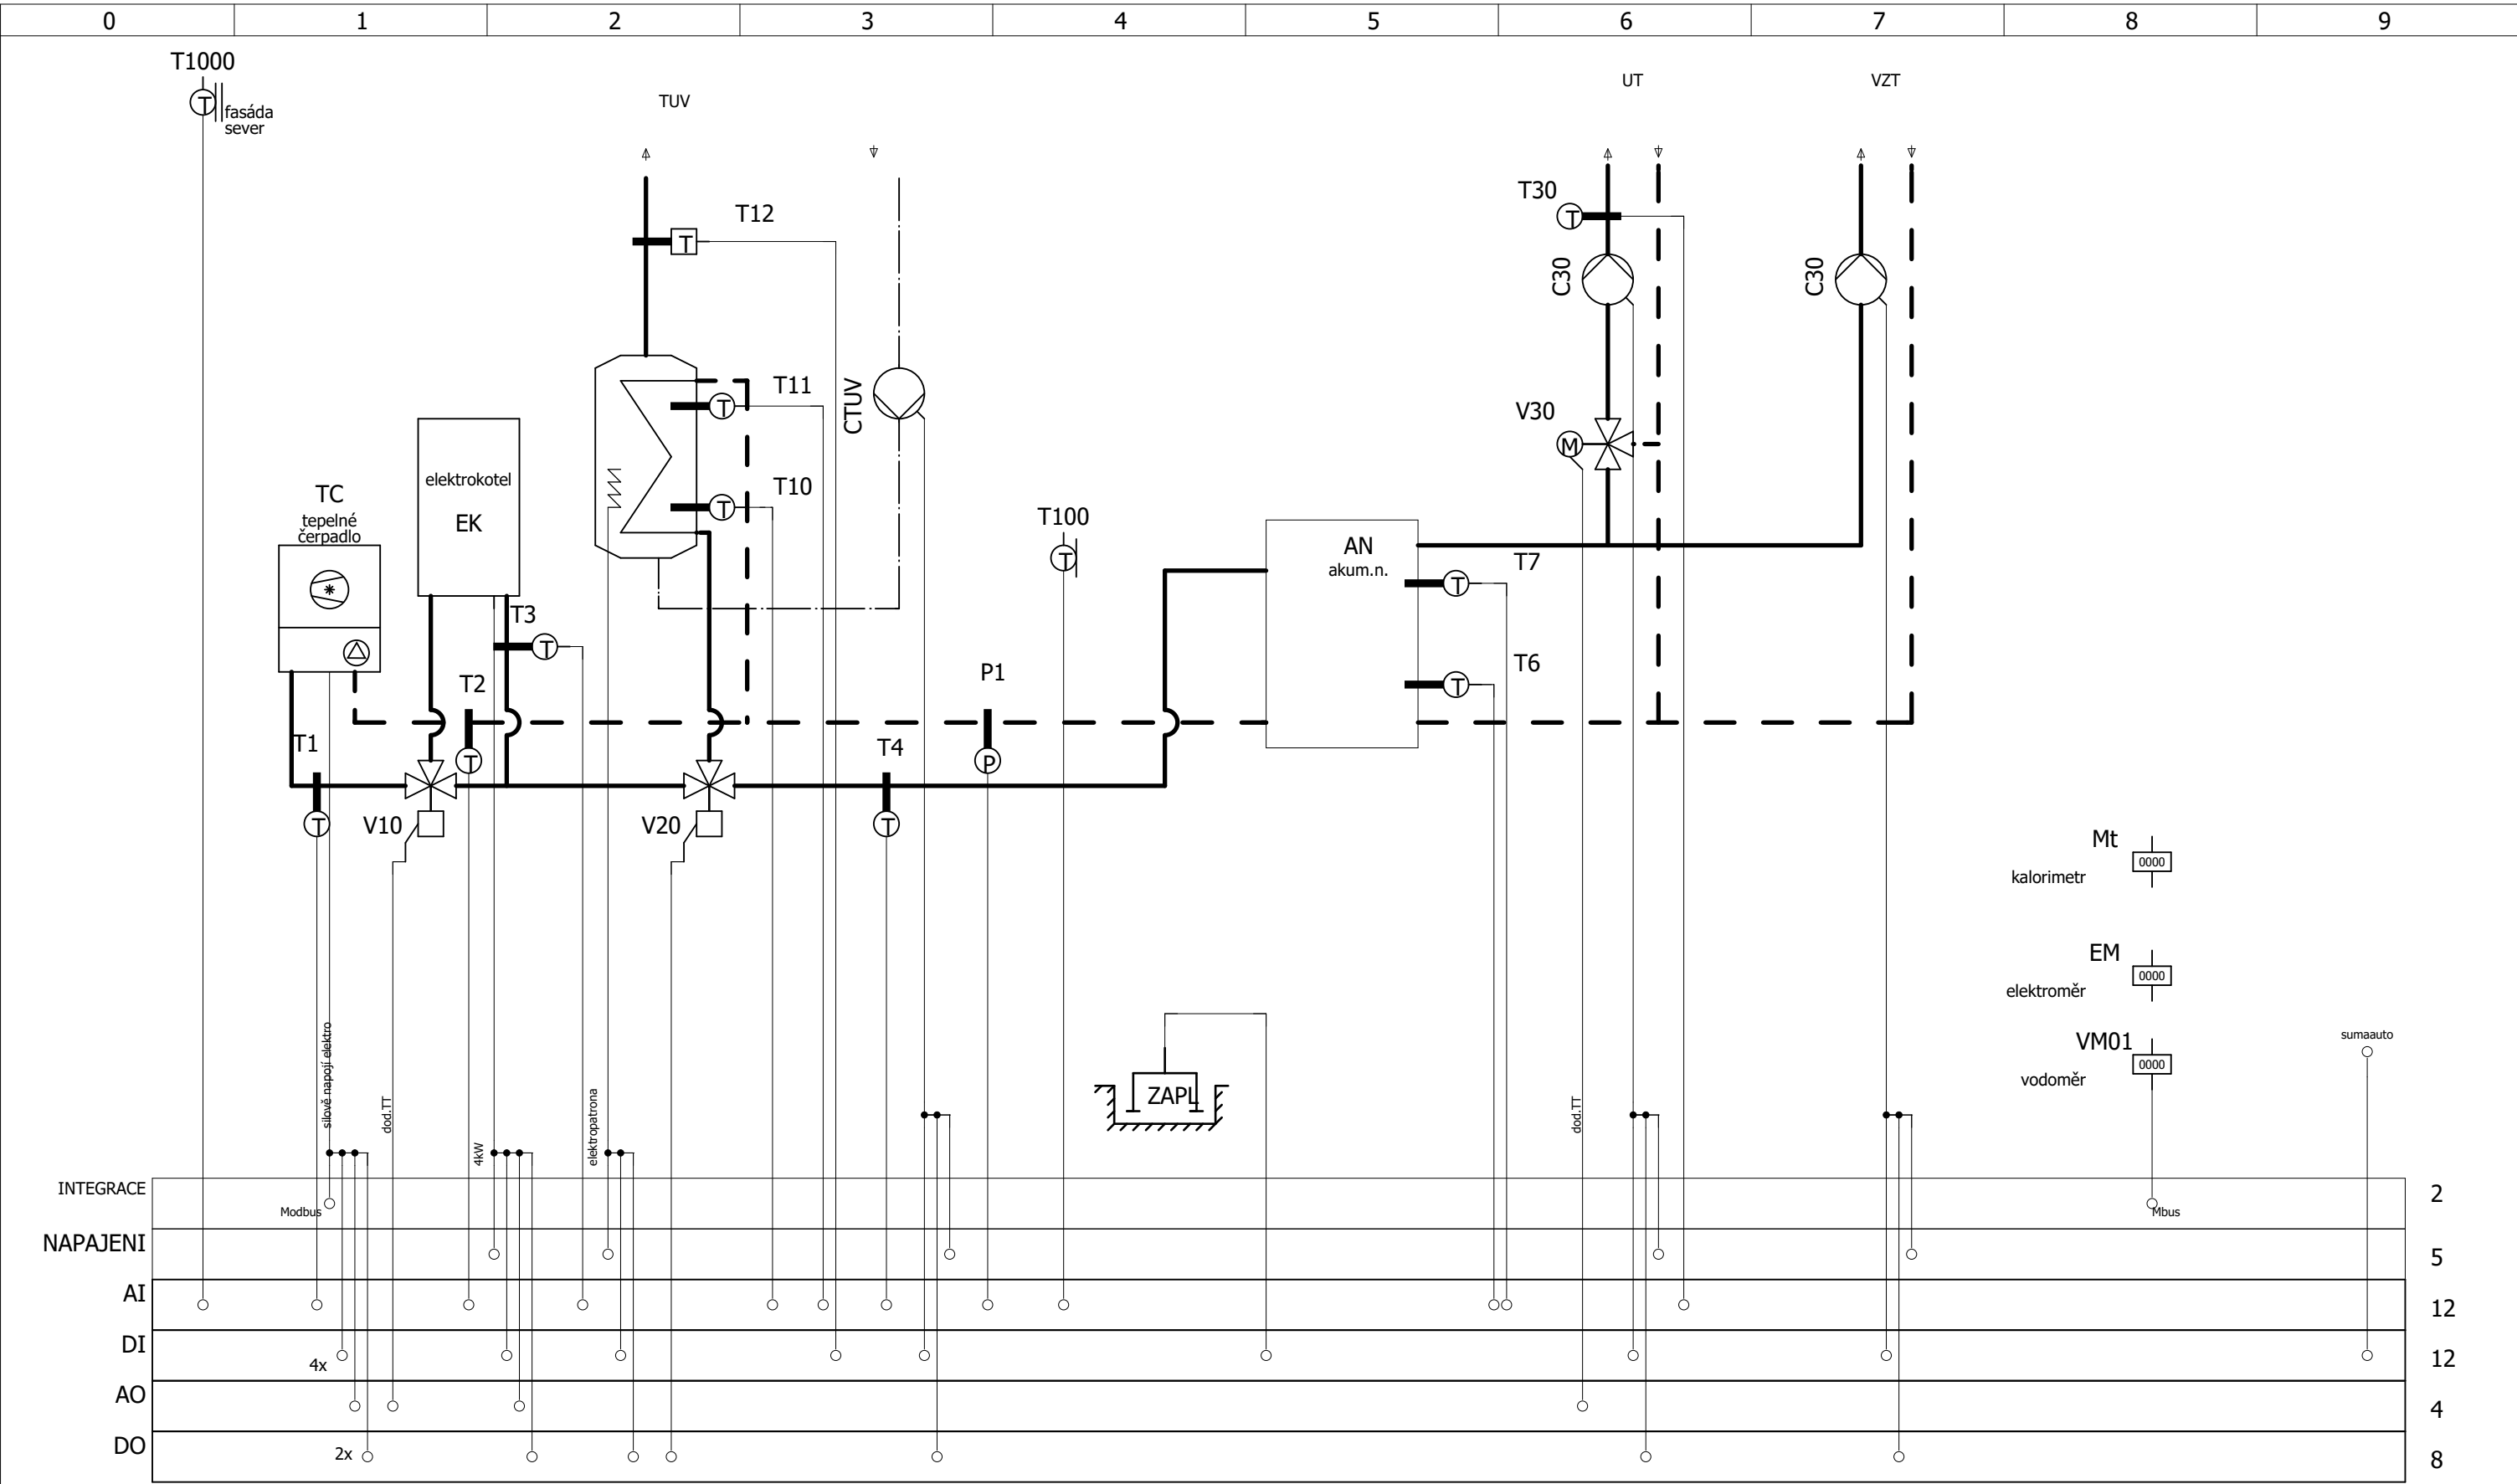 0 1 2 3 4 5 6 7 8 9
T1000
T
fasáda
sever
TUV
UT
VZT
T12
T
T30
T
C30
C30
T11
T
CTUV
V30
M
elektrokotel
EK
T10
T
TC
tepelné
čerpadlo
T100
T
AN
akum.n.
T7
T
T3
T
T6
T
T2
T
P1
P
T1
T
T4
T
V10
V20
Mt
0000
kalorimetr
EM
0000
elektroměr
VM01
0000
vodoměr
sumaauto
silově napojí elektro
dod.TT
4kW
elektropatrona
ZAPL
dod.TT
INTEGRACE
2
Modbus
Mbus
NAPAJENI
5
AI
12
DI
4x
12
AO
4
DO
2x
8